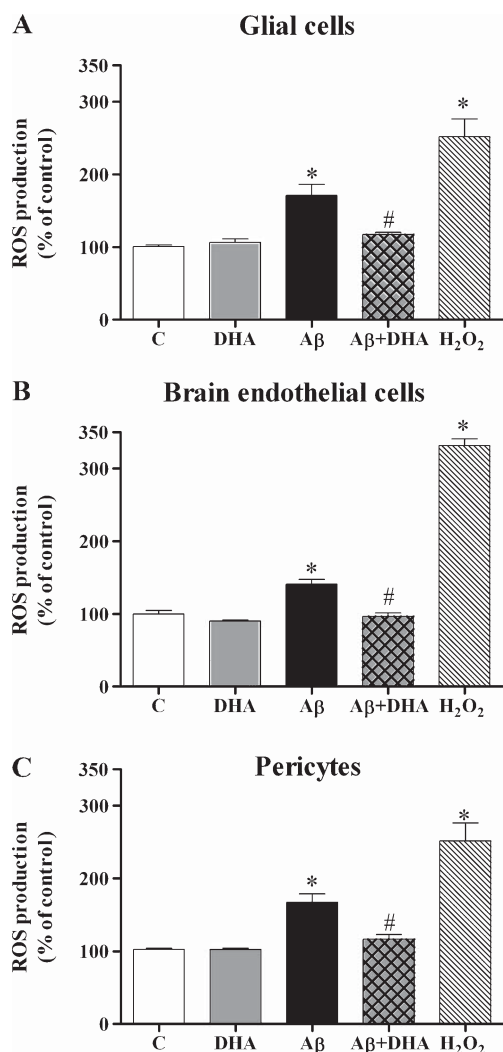 A
Glial cells
ROS production
(% of control)
350
300
200
100
0
*
#
*
C DHA Aβ Aβ+DHA H₂O₂
B
Brain endothelial cells
ROS production
(% of control)
350
300
200
100
0
*
#
*
C DHA Aβ Aβ+DHA H₂O₂
C
Pericytes
ROS production
(% of control)
350
300
200
100
0
*
#
*
C DHA Aβ Aβ+DHA H₂O₂